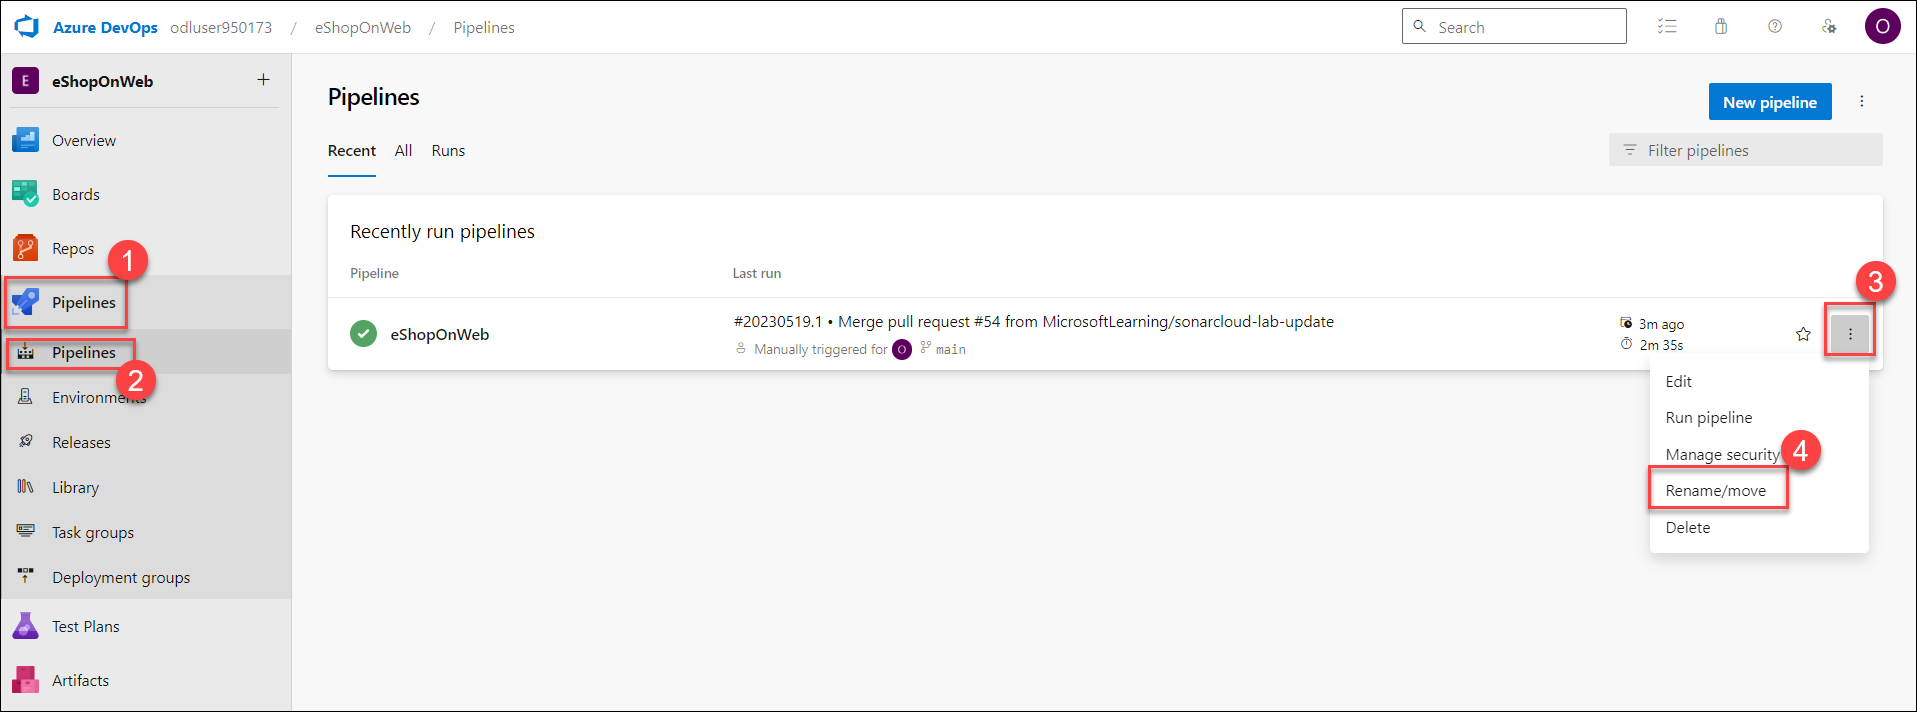 Azure DevOps odluser950173 / eShopOnWeb / Pipelines
Search
O
E eShopOnWeb +
Overview
Boards
Repos
1
Pipelines
Pipelines
2
Environments
Releases
Library
Task groups
Deployment groups
Test Plans
Artifacts
Pipelines
New pipeline
Recent All Runs
Filter pipelines
Recently run pipelines
Pipeline Last run
3
eShopOnWeb
#20230519.1 • Merge pull request #54 from MicrosoftLearning/sonarcloud-lab-update
Manually triggered for O main
3m ago
2m 35s
Edit
Run pipeline
Manage security
4
Rename/move
Delete